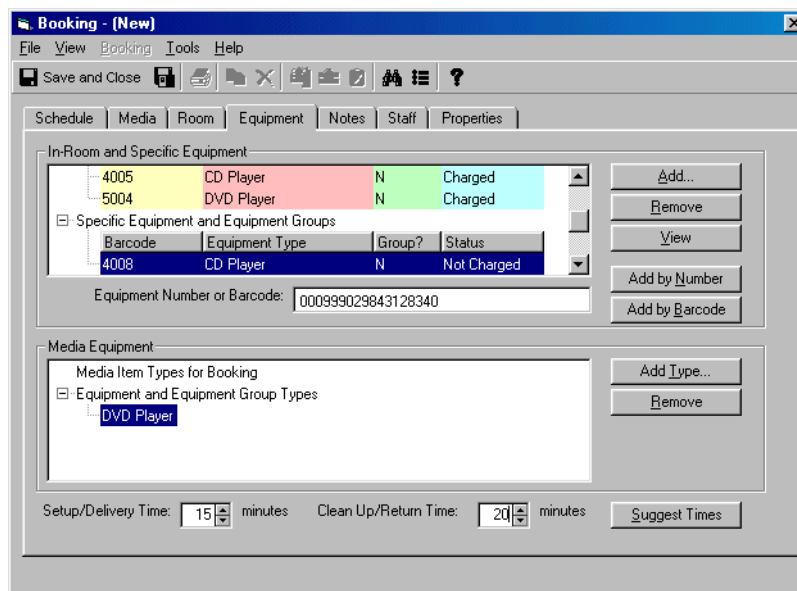 Booking - (New)
File View Booking Tools Help
Save and Close
Schedule Media Room Equipment Notes Staff Properties
In-Room and Specific Equipment
4005 CD Player N Charged
5004 DVD Player N Charged
Specific Equipment and Equipment Groups
Barcode Equipment Type Group? Status
4008 CD Player N Not Charged
Equipment Number or Barcode: 000999029843128340
Add...
Remove
View
Add by Number
Add by Barcode
Media Equipment
Media Item Types for Booking
Equipment and Equipment Group Types
DVD Player
Add Type...
Remove
Setup/Delivery Time: 15 minutes Clean Up/Return Time: 20 minutes Suggest Times